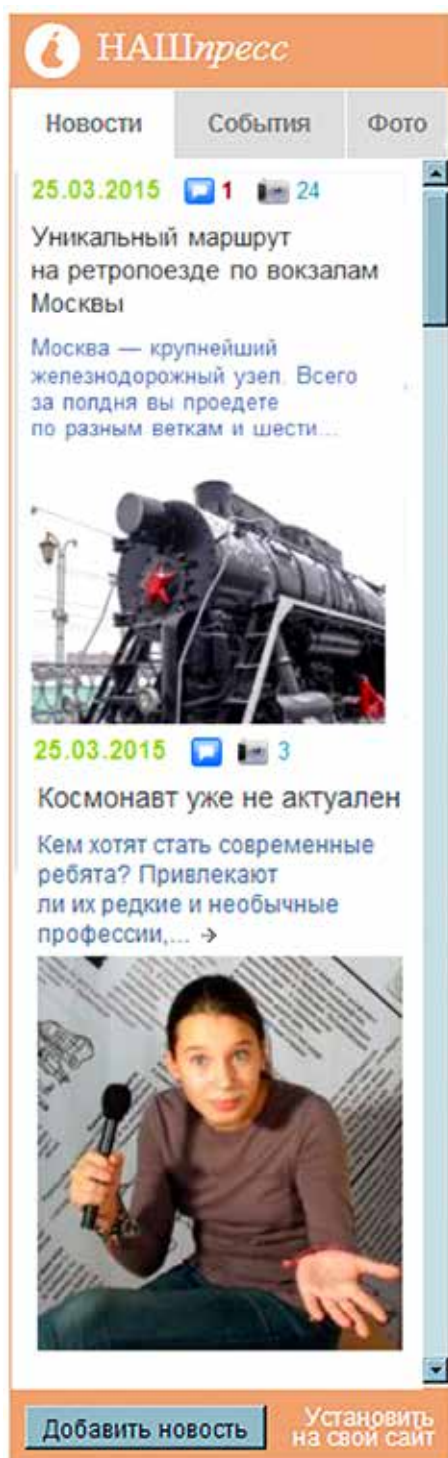 НАШпресс
Новости События Фото
25.03.2015 1 24
Уникальный маршрут
на ретропоезде по вокзалам
Москвы
Москва — крупнейший
железнодорожный узел. Всего
за полдня вы проедете
по разным веткам и шести...
25.03.2015 3
Космонавт уже не актуален
Кем хотят стать современные
ребята? Привлекают
ли их редкие и необычные
профессии,... →
Добавить новость
Установить
на свой сайт